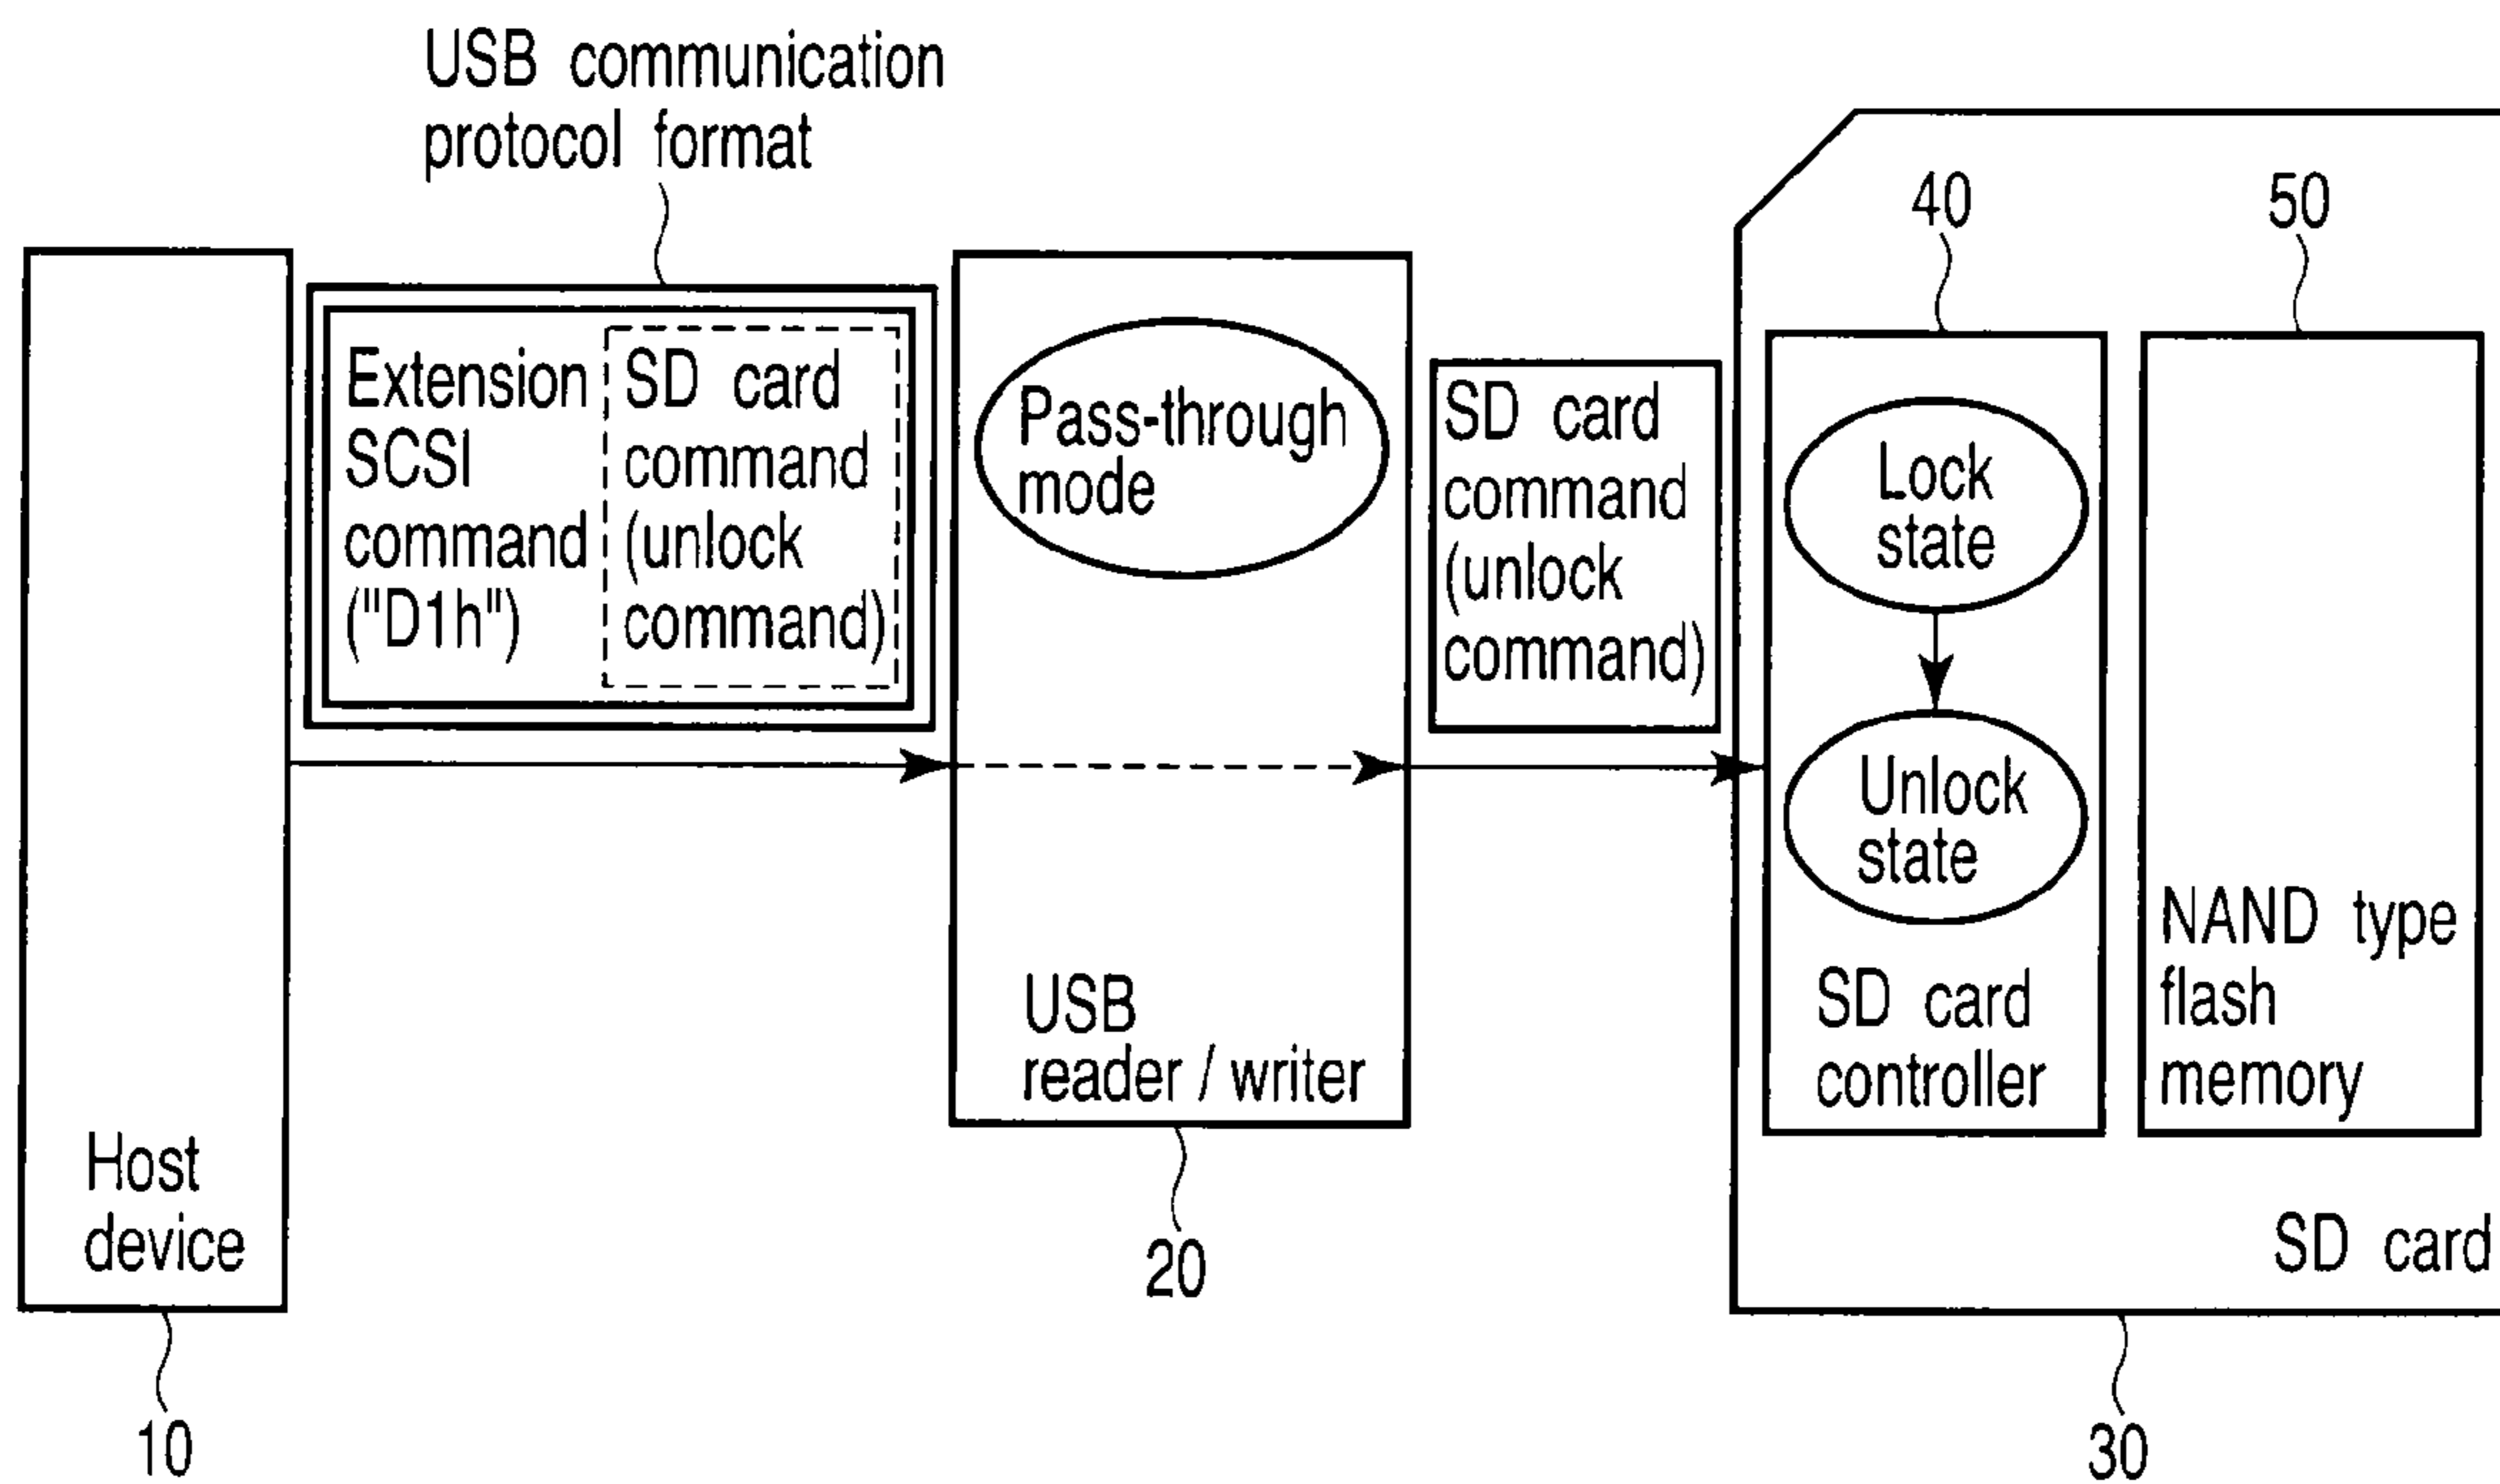 USB communication
protocol format
40
50
Extension
SCSI
command
("D1h")
SD card
command
(unlock
command)
Pass-through
mode
SD card
command
(unlock
command)
Lock
state
Unlock
state
NAND type
flash
memory
SD card
controller
USB
reader / writer
Host
device
SD card
20
10
30